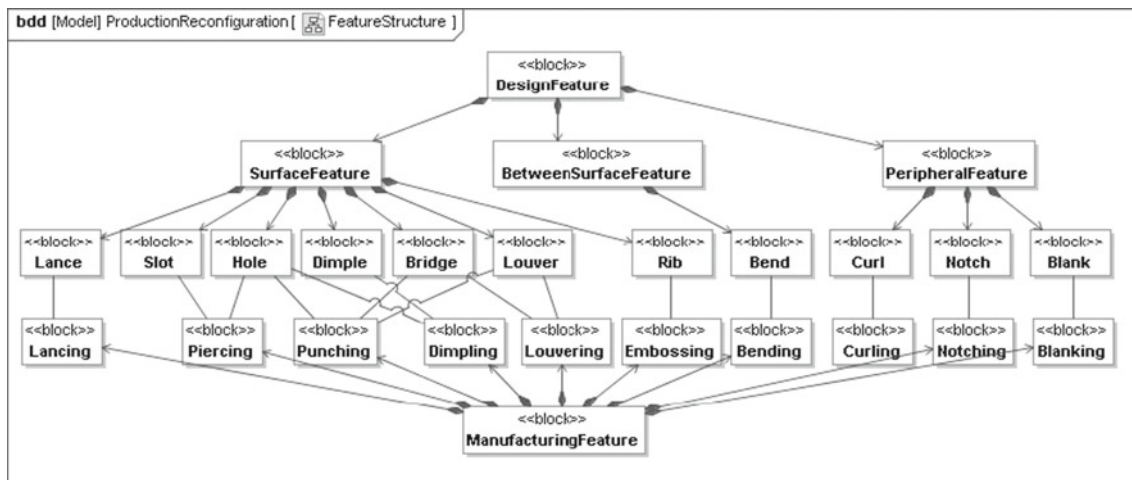 bdd [Model] ProductionReconfiguration [ FeatureStructure ]
<<block>>
DesignFeature
<<block>>
SurfaceFeature
<<block>>
BetweenSurfaceFeature
<<block>>
PeripheralFeature
<<block>>
Lance
<<block>>
Slot
<<block>>
Hole
<<block>>
Dimple
<<block>>
Bridge
<<block>>
Louver
<<block>>
Rib
<<block>>
Bend
<<block>>
Curl
<<block>>
Notch
<<block>>
Blank
<<block>>
Lancing
<<block>>
Piercing
<<block>>
Punching
<<block>>
Dimpling
<<block>>
Louvering
<<block>>
Embossing
<<block>>
Bending
<<block>>
Curling
<<block>>
Notching
<<block>>
Blanking
<<block>>
ManufacturingFeature